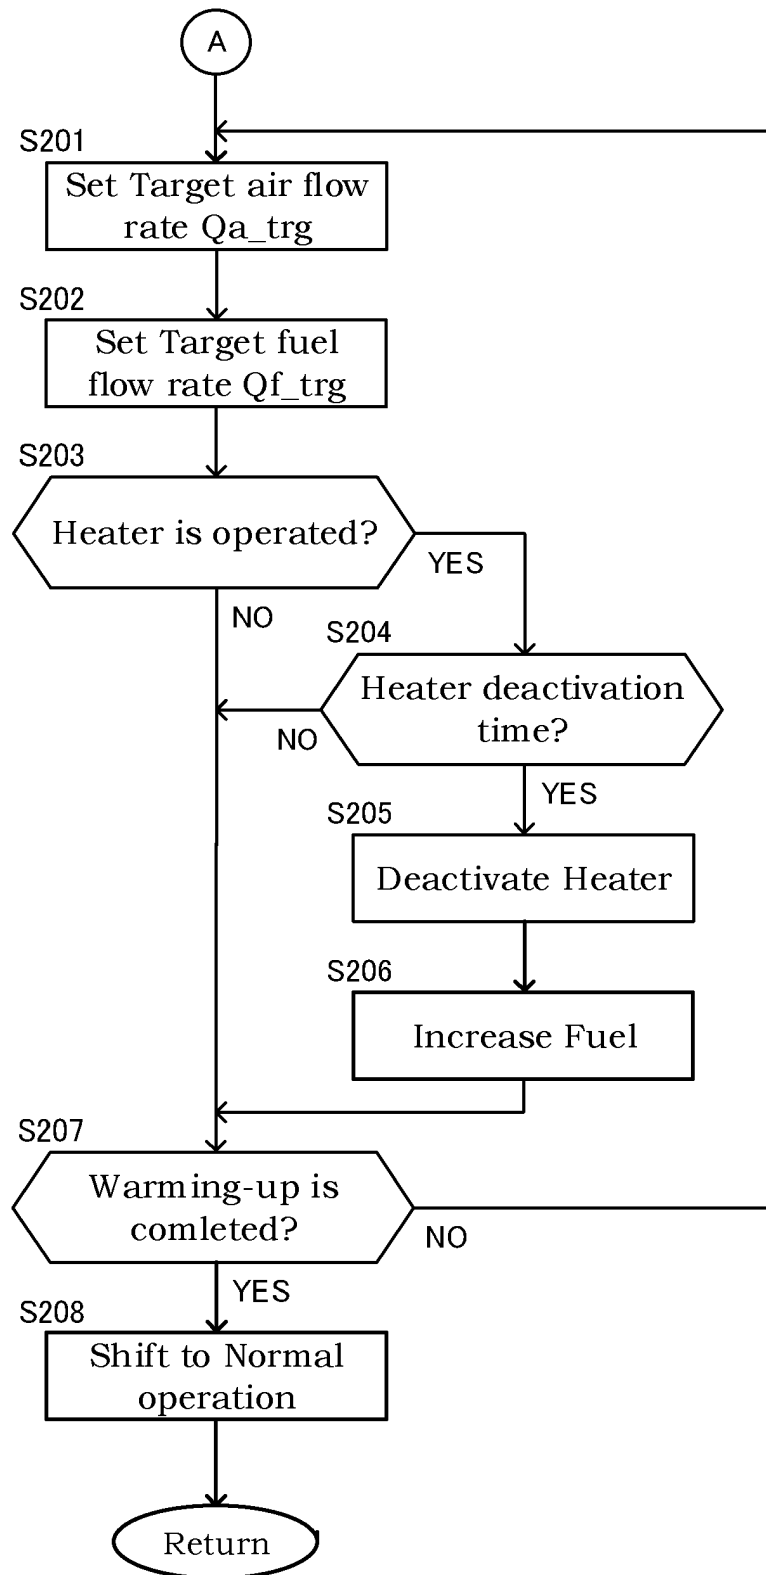 A
S201
Set Target air flow
rate Qa_trg
S202
Set Target fuel
flow rate Qf_trg
S203
Heater is operated?
YES
NO
S204
Heater deactivation
time?
NO
YES
S205
Deactivate Heater
S206
Increase Fuel
S207
Warming-up is
comleted?
NO
YES
S208
Shift to Normal
operation
Return